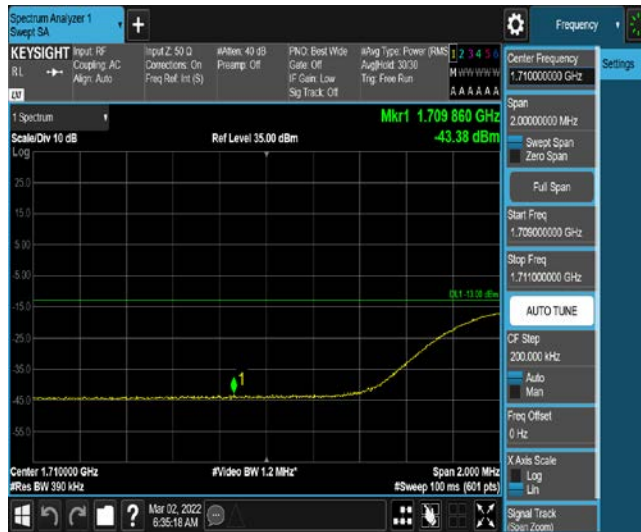 Spectrum Analyzer 1
Swept SA
Frequency
KEYSIGHT
RL
LXI
Input: RF
Coupling: AC
Align: Auto
Input Z: 50 Ω
Corrections: On
Freq Ref: Int (S)
#Atten: 40 dB
Preamp: Off
PNO: Best Wide
Gate: Off
IF Gain: Low
Sig Track: Off
#Avg Type: Power (RMS
Avg|Hold: 30/30
Trig: Free Run
1 2 3 4 5 6
M W W W W W
A A A A A A
1 Spectrum
Scale/Div 10 dB
Log
Ref Level 35.00 dBm
Mkr1 1.709 860 GHz
-43.38 dBm
25.0
15.0
5.00
-5.00
-15.0
-25.0
-35.0
-45.0
-55.0
DL1 -13.00 dBm
1
Center 1.710000 GHz
#Res BW 390 kHz
#Video BW 1.2 MHz*
Span 2.000 MHz
#Sweep 100 ms (601 pts)
Mar 02, 2022
6:35:18 AM
Center Frequency
1.710000000 GHz
Span
2.00000000 MHz
Swept Span
Zero Span
Full Span
Start Freq
1.709000000 GHz
Stop Freq
1.711000000 GHz
AUTO TUNE
CF Step
200.000 kHz
Auto
Man
Freq Offset
0 Hz
X Axis Scale
Log
Lin
Signal Track
(Span Zoom)
Settings